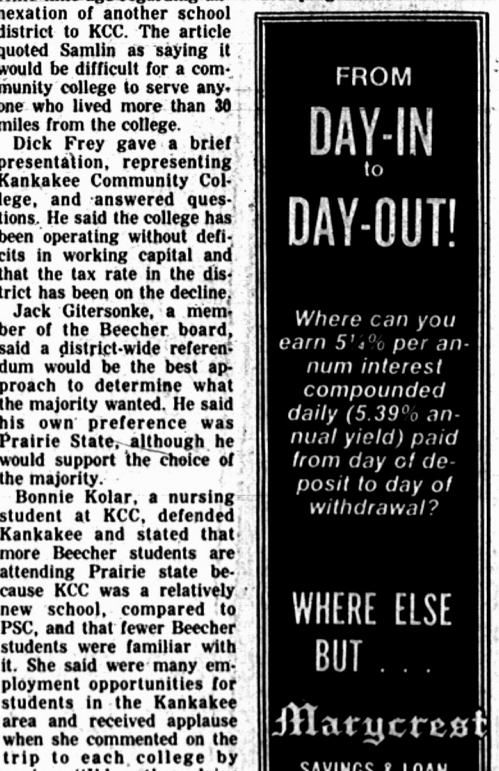 nexation of another school
district to KCC. The article
quoted Samlin as saying it
would be difficult for a com-
munity college to serve any-
one who lived more than 30
miles from the college.
Dick Frey gave a brief
presentation, representing
Kankakee Community Col-
lege, and answered ques-
tions. He said the college has
been operating without defi-
cits in working capital and
that the tax rate in the dis-
trict has been on the decline.
Jack Gitersonke, a mem-
ber of the Beecher board,
said a district-wide referen-
dum would be the best ap-
proach to determine what
the majority wanted. He said
his own preference was
Prairie State, although he
would support the choice of
the majority.
Bonnie Kolar, a nursing
student at KCC, defended
Kankakee and stated that
more Beecher students are
attending Prairie state be-
cause KCC was a relatively
new school, compared to
PSC, and that fewer Beecher
students were familiar with
it. She said were many em-
ployment opportunities for
students in the Kankakee
area and received applause
when she commented on the
trip to each college by
FROM
DAY-IN
to
DAY-OUT!
Where can you
earn 5¼% per an-
num interest
compounded
daily (5.39% an-
nual yield) paid
from day of de-
posit to day of
withdrawal?
WHERE ELSE
BUT . . .
Marycrest
SAVINGS & LOAN